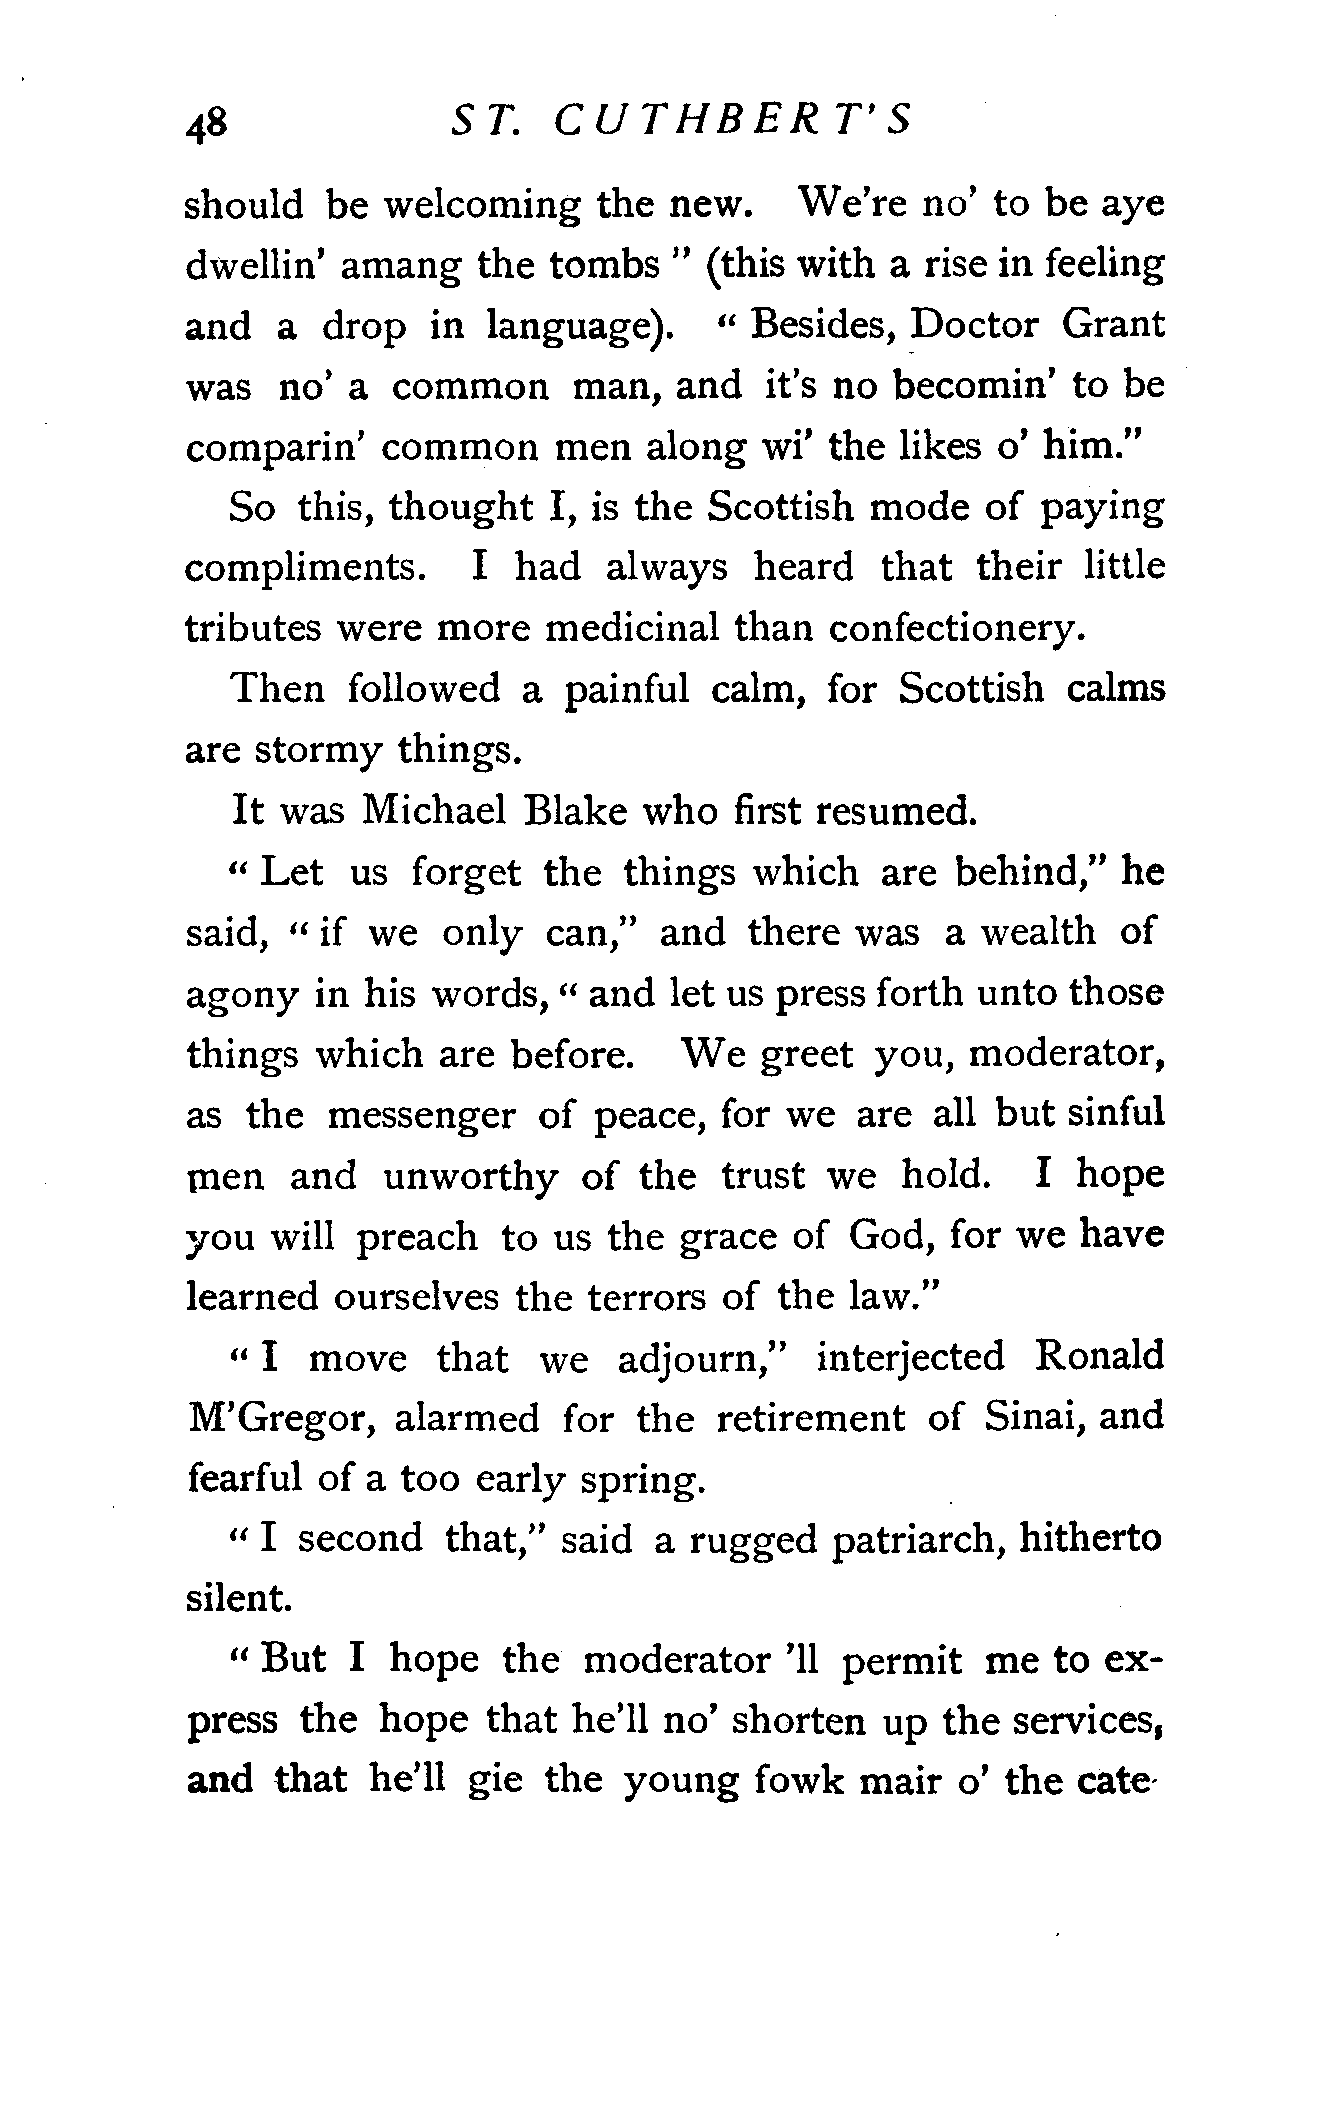 48 ST. CUTHBERT'S
should be welcoming the new. We're no' to be aye
dwellin' amang the tombs" (this with a rise in feeling
and a drop in language). "Besides, Doctor Grant
was no' a common man, and it's no becomin' to be
comparin' common men along wi' the likes o' him."
So this, thought I, is the Scottish mode of paying
compliments. I had always heard that their little
tributes were more medicinal than confectionery.
Then followed a painful calm, for Scottish calms
are stormy things.
It was Michael Blake who first resumed.
"Let us forget the things which are behind," he
said, "if we only can," and there was a wealth of
agony in his words, "and let us press forth unto those
things which are before. We greet you, moderator,
as the messenger of peace, for we are all but sinful
men and unworthy of the trust we hold. I hope
you will preach to us the grace of God, for we have
learned ourselves the terrors of the law."
"I move that we adjourn," interjected Ronald
M'Gregor, alarmed for the retirement of Sinai, and
fearful of a too early spring.
"I second that," said a rugged patriarch, hitherto
silent.
"But I hope the moderator 'll permit me to ex-
press the hope that he'll no' shorten up the services,
and that he'll gie the young fowk mair o' the cate-